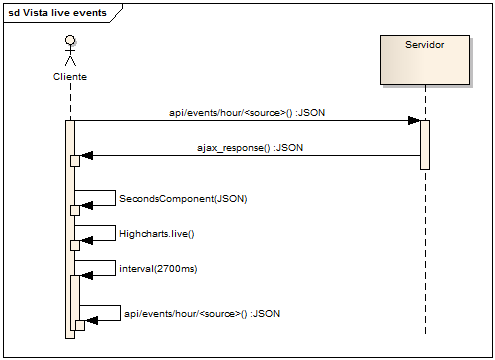 sd Vista live events
Cliente
Servidor
api/events/hour/<source>() :JSON
ajax_response() :JSON
SecondsComponent(JSON)
Highcharts.live()
interval(2700ms)
api/events/hour/<source>() :JSON